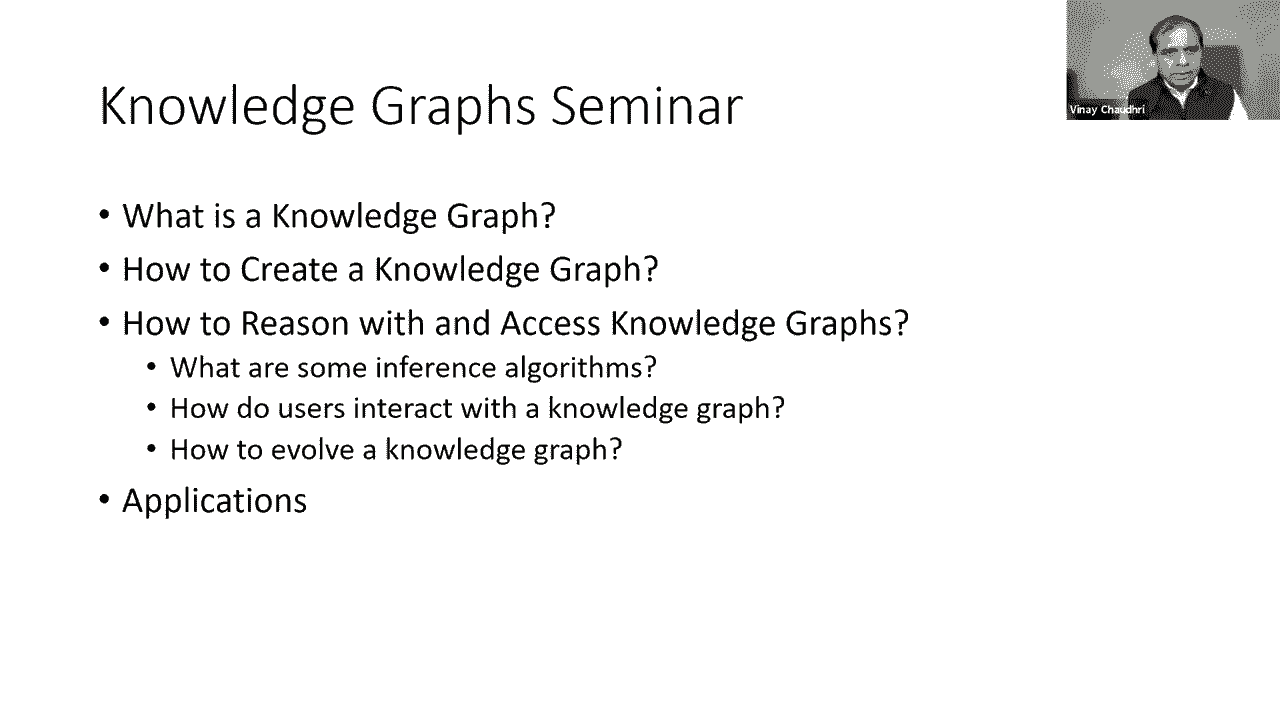 Vinay Chaudhri
Knowledge Graphs Seminar
• What is a Knowledge Graph?
• How to Create a Knowledge Graph?
• How to Reason with and Access Knowledge Graphs?
• What are some inference algorithms?
• How do users interact with a knowledge graph?
• How to evolve a knowledge graph?
• Applications